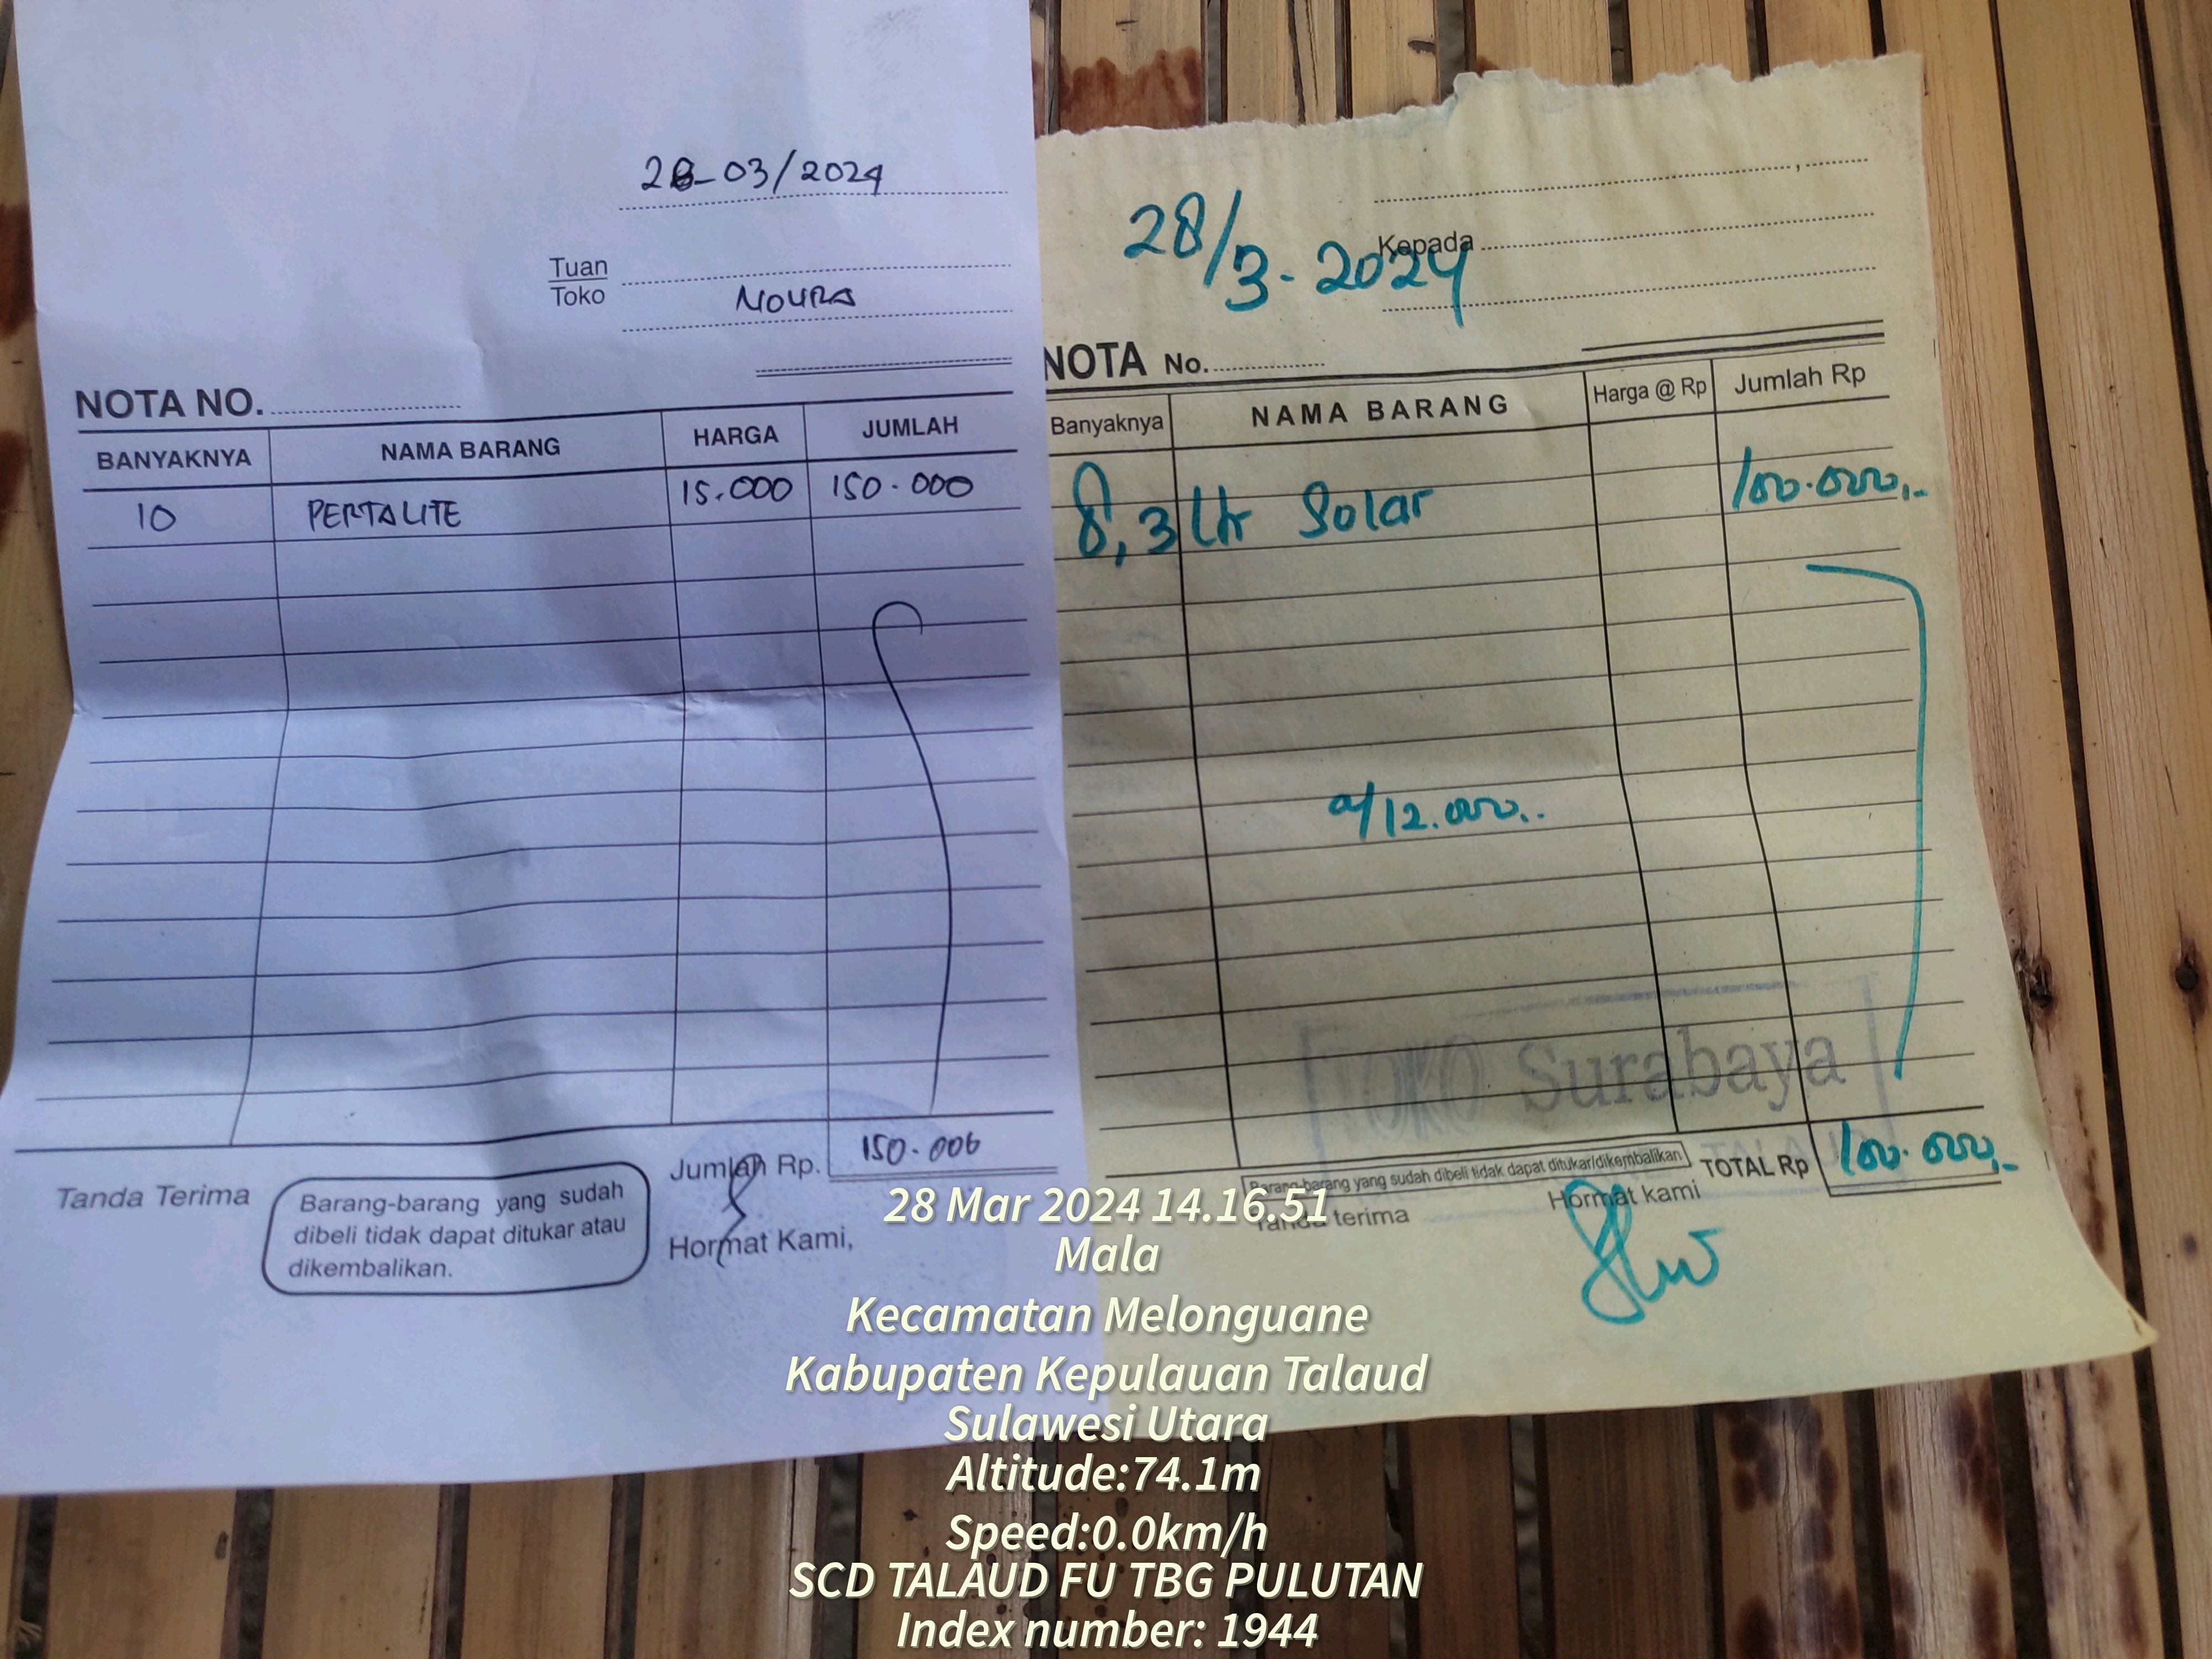 28-03/2024
Tuan
Toko
NOURA
NOTA NO.
BANYAKNYA NAMA BARANG HARGA JUMLAH
10 PERTALITE 15.000 150.000
Jumlah Rp. 150.000
Tanda Terima
Barang-barang yang sudah
dibeli tidak dapat ditukar atau
dikembalikan.
Hormat Kami,
28/3-2024
Kepada
NOTA No.
Banyaknya NAMA BARANG Harga @ Rp Jumlah Rp
8,3 Ltr Solar 100.000,-
a/12.000..
TOKO Surabaya
TALAUD
Barang-barang yang sudah dibeli tidak dapat ditukar/dikembalikan
TOTAL Rp 100.000,-
Tanda terima
Hormat kami
28 Mar 2024 14.16.51
Mala
Kecamatan Melonguane
Kabupaten Kepulauan Talaud
Sulawesi Utara
Altitude:74.1m
Speed:0.0km/h
SCD TALAUD FU TBG PULUTAN
Index number: 1944